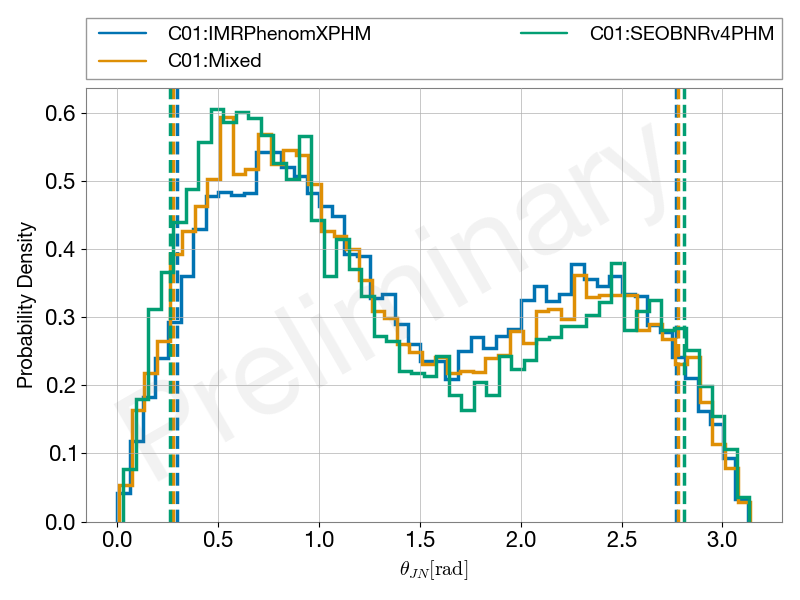 C01:IMRPhenomXPHM
C01:Mixed
C01:SEOBNRv4PHM
Preliminary
Probability Density
0.6
0.5
0.4
0.3
0.2
0.1
0.0
0.0 0.5 1.0 1.5 2.0 2.5 3.0
θ_JN[rad]